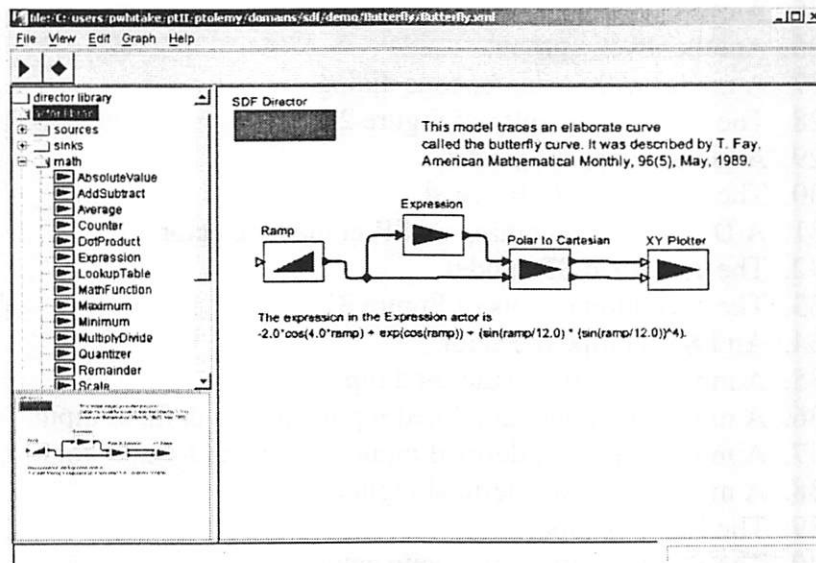 file:C:users/pwhitake/ptII/ptolemy/domains/sdf/demo/Butterfly/Butterfly.xml
File View Edit Graph Help
director library
actor library
sources
sinks
math
AbsoluteValue
AddSubtract
Average
Counter
DotProduct
Expression
LookupTable
MathFunction
Maximum
Minimum
MultiplyDivide
Quantizer
Remainder
Scale
SDF Director
This model traces an elaborate curve
called the butterfly curve. It was described by T. Fay,
American Mathematical Monthly, 96(5), May, 1989.
Ramp
Expression
Polar to Cartesian
XY Plotter
The expression in the Expression actor is
-2.0*cos(4.0*ramp) + exp(cos(ramp)) + (sin(ramp/12.0) * (sin(ramp/12.0))^4).